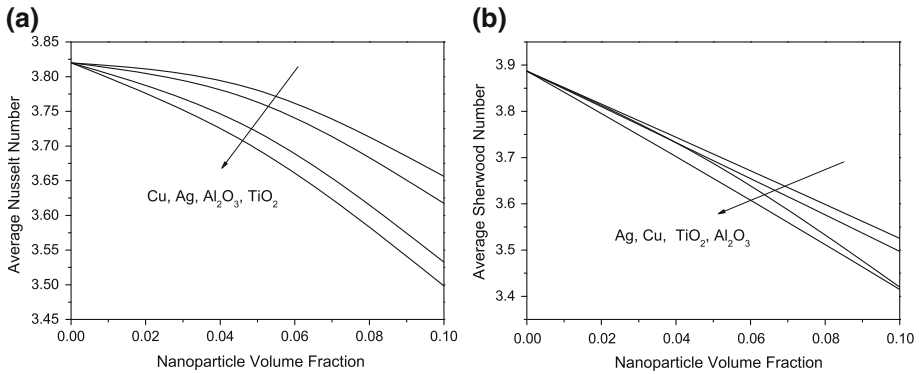 (a)
3.85
3.80
3.75
3.70
3.65
3.60
3.55
3.50
3.45
Average Nusselt Number
Cu, Ag, Al₂O₃, TiO₂
0.00 0.02 0.04 0.06 0.08 0.10
Nanoparticle Volume Fraction
(b)
3.9
3.8
3.7
3.6
3.5
3.4
Average Sherwood Number
Ag, Cu, TiO₂, Al₂O₃
0.00 0.02 0.04 0.06 0.08 0.10
Nanoparticle Volume Fraction